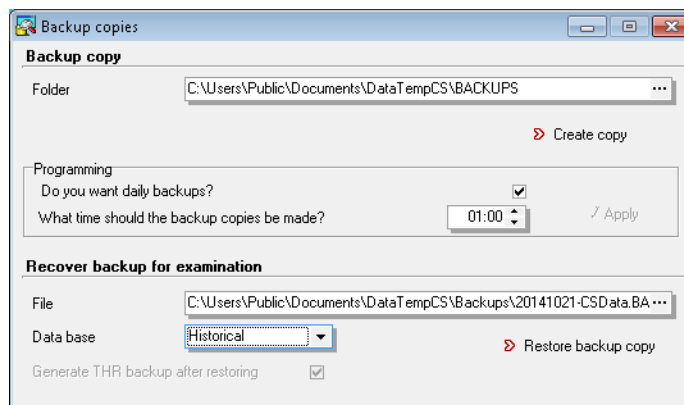 Backup copies
Backup copy
Folder C:\Users\Public\Documents\DataTempCS\BACKUPS ...
Create copy
Programming
Do you want daily backups?
What time should the backup copies be made? 01:00 Apply
Recover backup for examination
File C:\Users\Public\Documents\DataTempCS\Backups\20141021-CSData.BA ...
Data base Historical
Restore backup copy
Generate THR backup after restoring